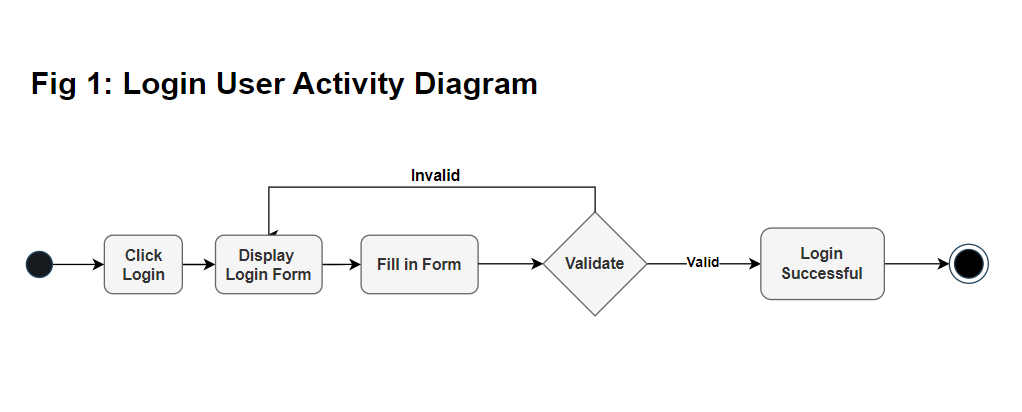 Fig 1: Login User Activity Diagram
Invalid
Click
Login
Display
Login Form
Fill in Form
Validate
Valid
Login
Successful